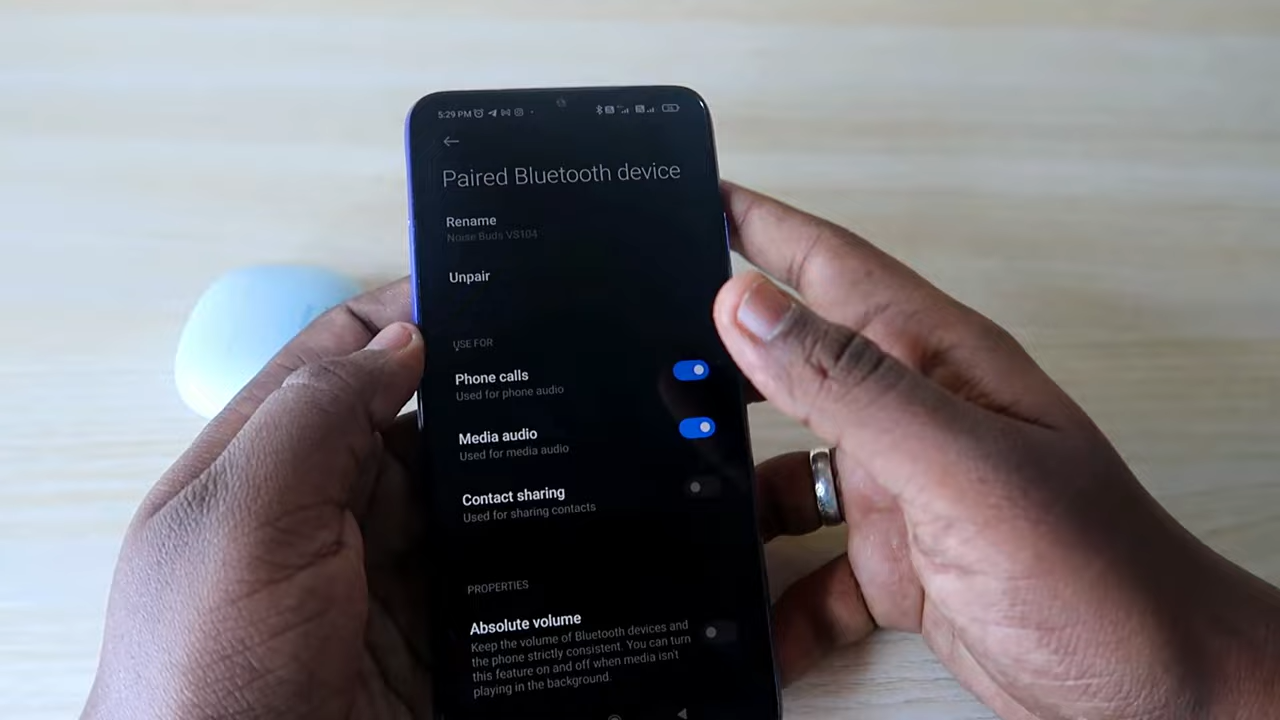 5:29 PM
Paired Bluetooth device
Rename
Noise Buds VS104
Unpair
USE FOR
Phone calls
Used for phone audio
Media audio
Used for media audio
Contact sharing
Used for sharing contacts
PROPERTIES
Absolute volume
Keep the volume of Bluetooth devices and
the phone strictly consistent. You can turn
this feature on and off when media isn't
playing in the background.